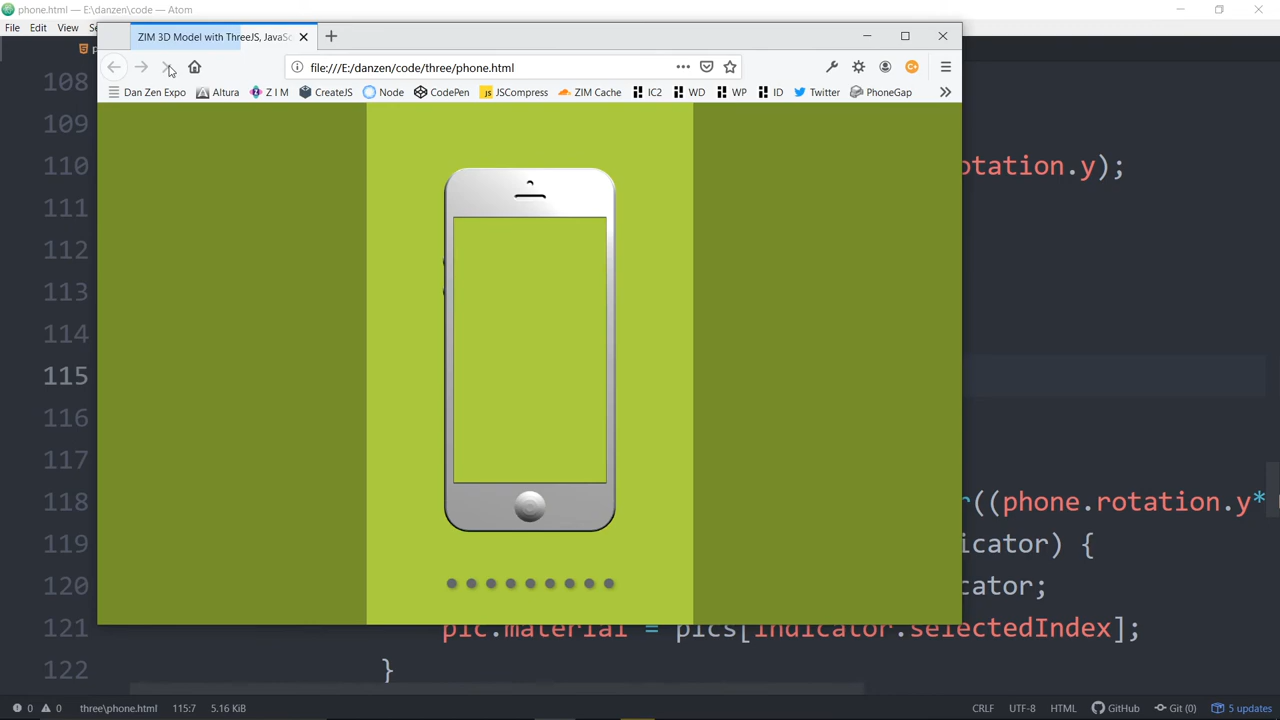 phone.html — E:\danzen\code — Atom
File Edit View
ZIM 3D Model with ThreeJS, JavaSc
file:///E:/danzen/code/three/phone.html
Dan Zen Expo Altura Z I M CreateJS Node CodePen JSCompress ZIM Cache IC2 WD WP ID Twitter PhoneGap
108
109
110 otation.y);
111
112
113
114
115
116
117
118 r((phone.rotation.y*
119 icator) {
120 cator;
121 pic.material = pics[indicator.selectedIndex];
122 }
0 0 three\phone.html 115:7 5.16 KiB CRLF UTF-8 HTML GitHub Git (0) 5 updates